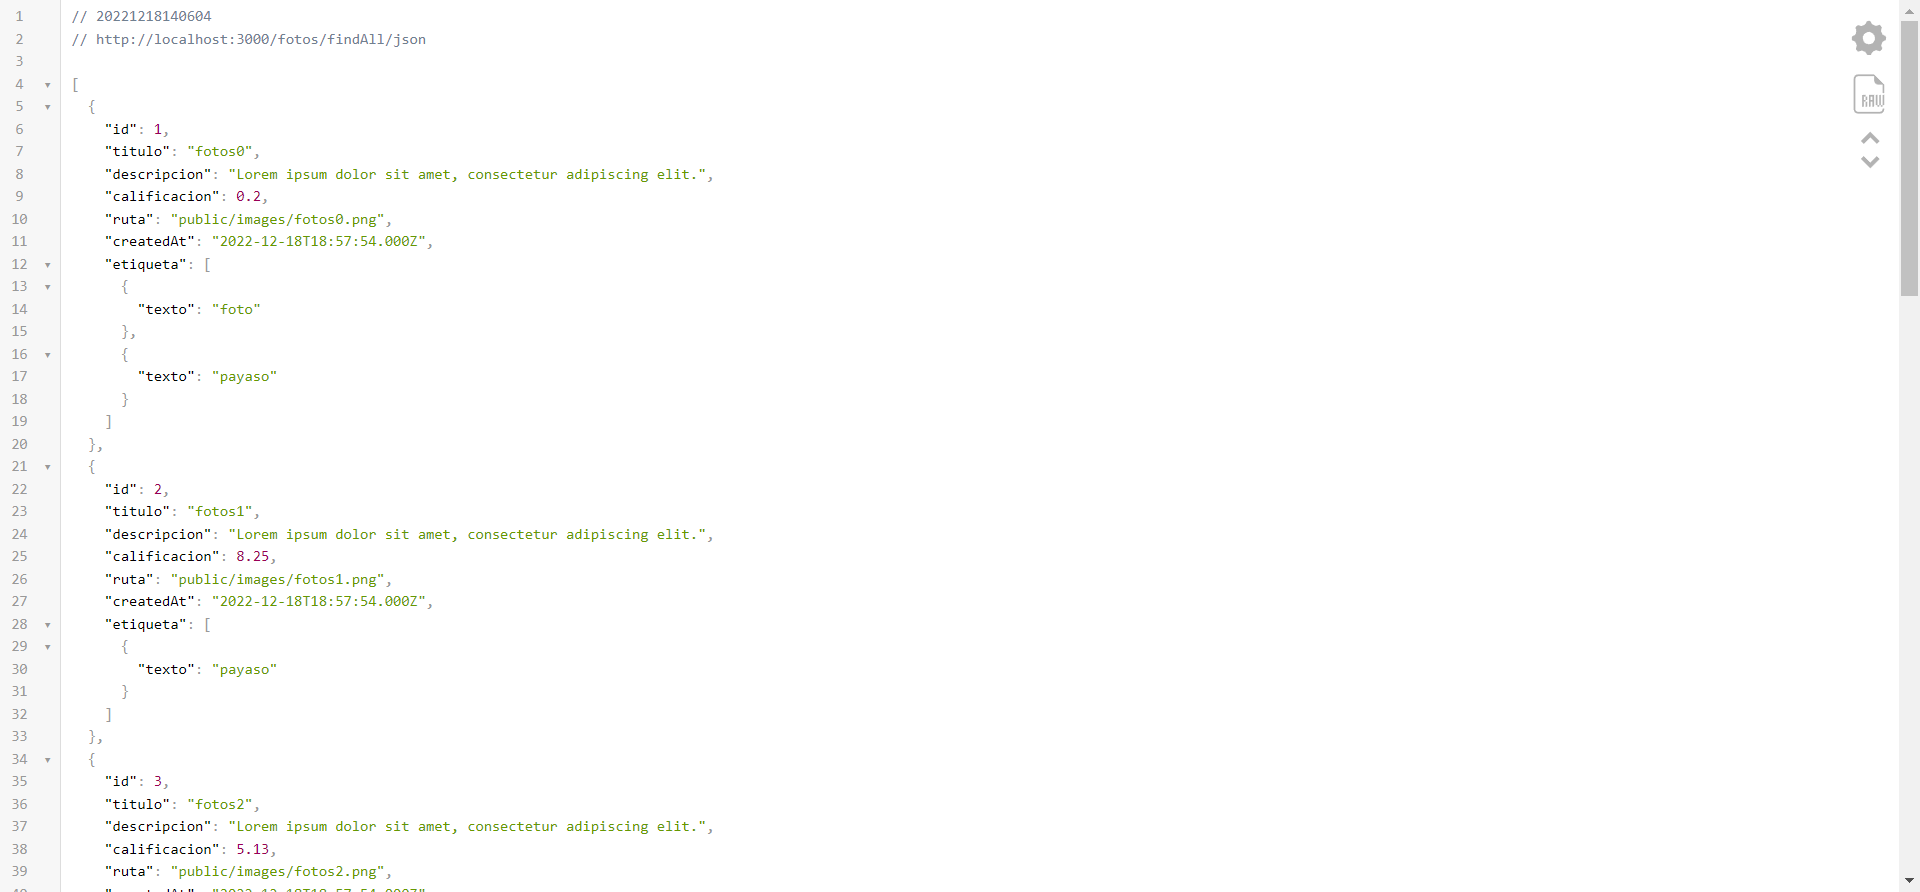 1 // 20221218140604
2 // http://localhost:3000/fotos/findAll/json
3
4 [
5 {
6 "id": 1,
7 "titulo": "fotos0",
8 "descripcion": "Lorem ipsum dolor sit amet, consectetur adipiscing elit.",
9 "calificacion": 0.2,
10 "ruta": "public/images/fotos0.png",
11 "createdAt": "2022-12-18T18:57:54.000Z",
12 "etiqueta": [
13 {
14 "texto": "foto"
15 },
16 {
17 "texto": "payaso"
18 }
19 ]
20 },
21 {
22 "id": 2,
23 "titulo": "fotos1",
24 "descripcion": "Lorem ipsum dolor sit amet, consectetur adipiscing elit.",
25 "calificacion": 8.25,
26 "ruta": "public/images/fotos1.png",
27 "createdAt": "2022-12-18T18:57:54.000Z",
28 "etiqueta": [
29 {
30 "texto": "payaso"
31 }
32 ]
33 },
34 {
35 "id": 3,
36 "titulo": "fotos2",
37 "descripcion": "Lorem ipsum dolor sit amet, consectetur adipiscing elit.",
38 "calificacion": 5.13,
39 "ruta": "public/images/fotos2.png",
RAW